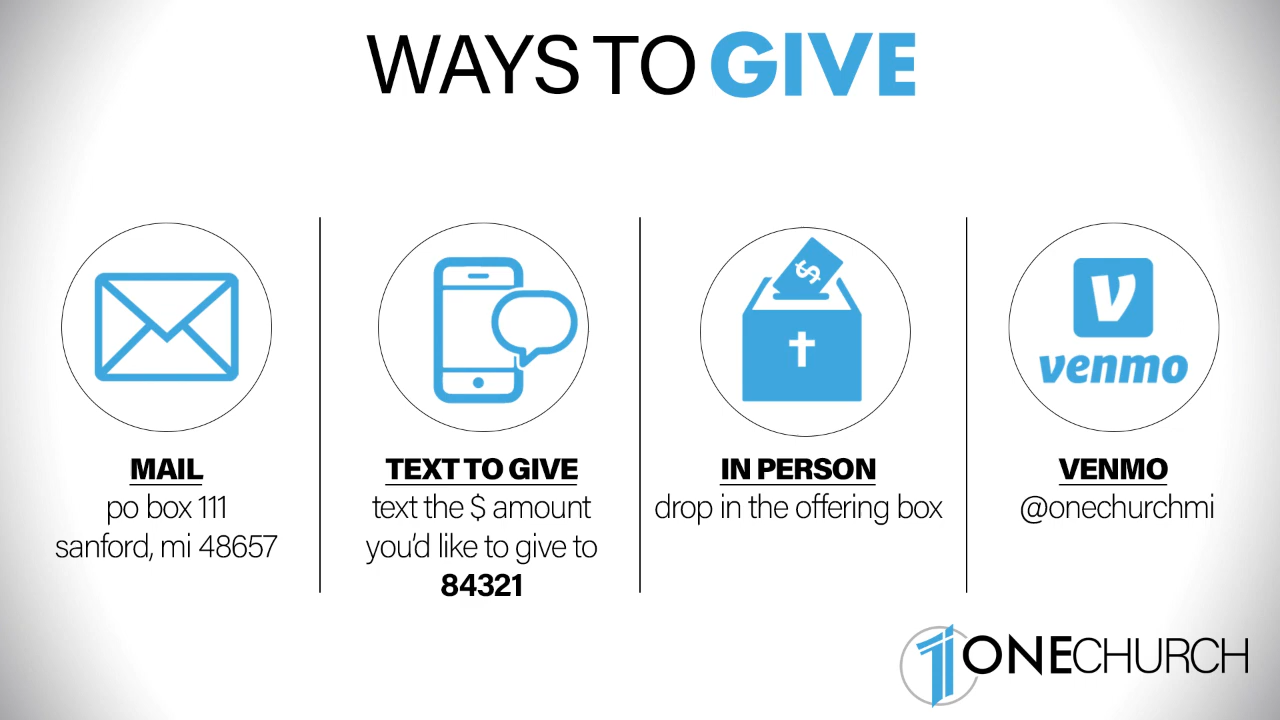 WAYS TO GIVE
V
venmo
$
MAIL
po box 111
sanford, mi 48657
TEXT TO GIVE
text the $ amount
you'd like to give to
84321
IN PERSON
drop in the offering box
VENMO
@onechurchmi
ONECHURCH